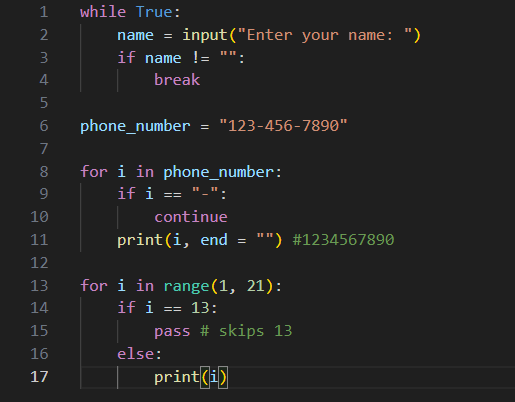 1 while True:
2     name = input("Enter your name: ")
3     if name != "":
4         break
5
6 phone_number = "123-456-7890"
7
8 for i in phone_number:
9     if i == "-":
10         continue
11     print(i, end = "") #1234567890
12
13 for i in range(1, 21):
14     if i == 13:
15         pass # skips 13
16     else:
17         print(i)